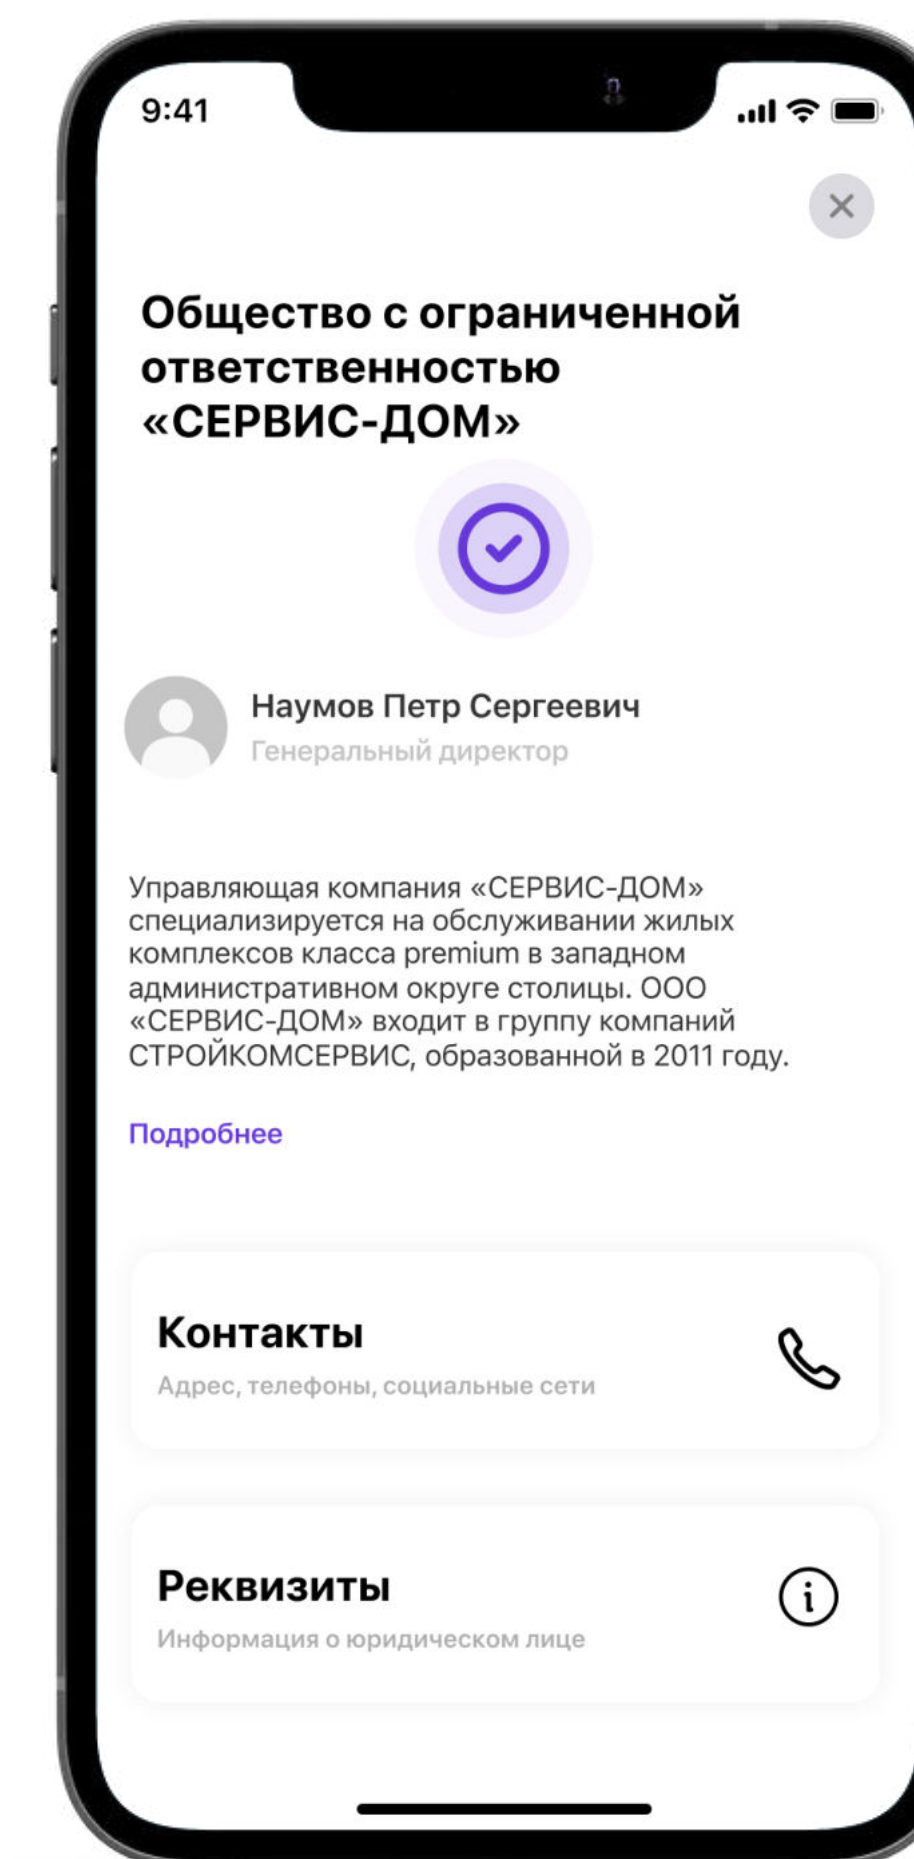 9:41
Общество с ограниченной
ответственностью
«СЕРВИС-ДОМ»
Наумов Петр Сергеевич
Генеральный директор
Управляющая компания «СЕРВИС-ДОМ»
специализируется на обслуживании жилых
комплексов класса premium в западном
административном округе столицы. ООО
«СЕРВИС-ДОМ» входит в группу компаний
СТРОЙКОМСЕРВИС, образованной в 2011 году.
Подробнее
Контакты
Адрес, телефоны, социальные сети
Реквизиты
Информация о юридическом лице